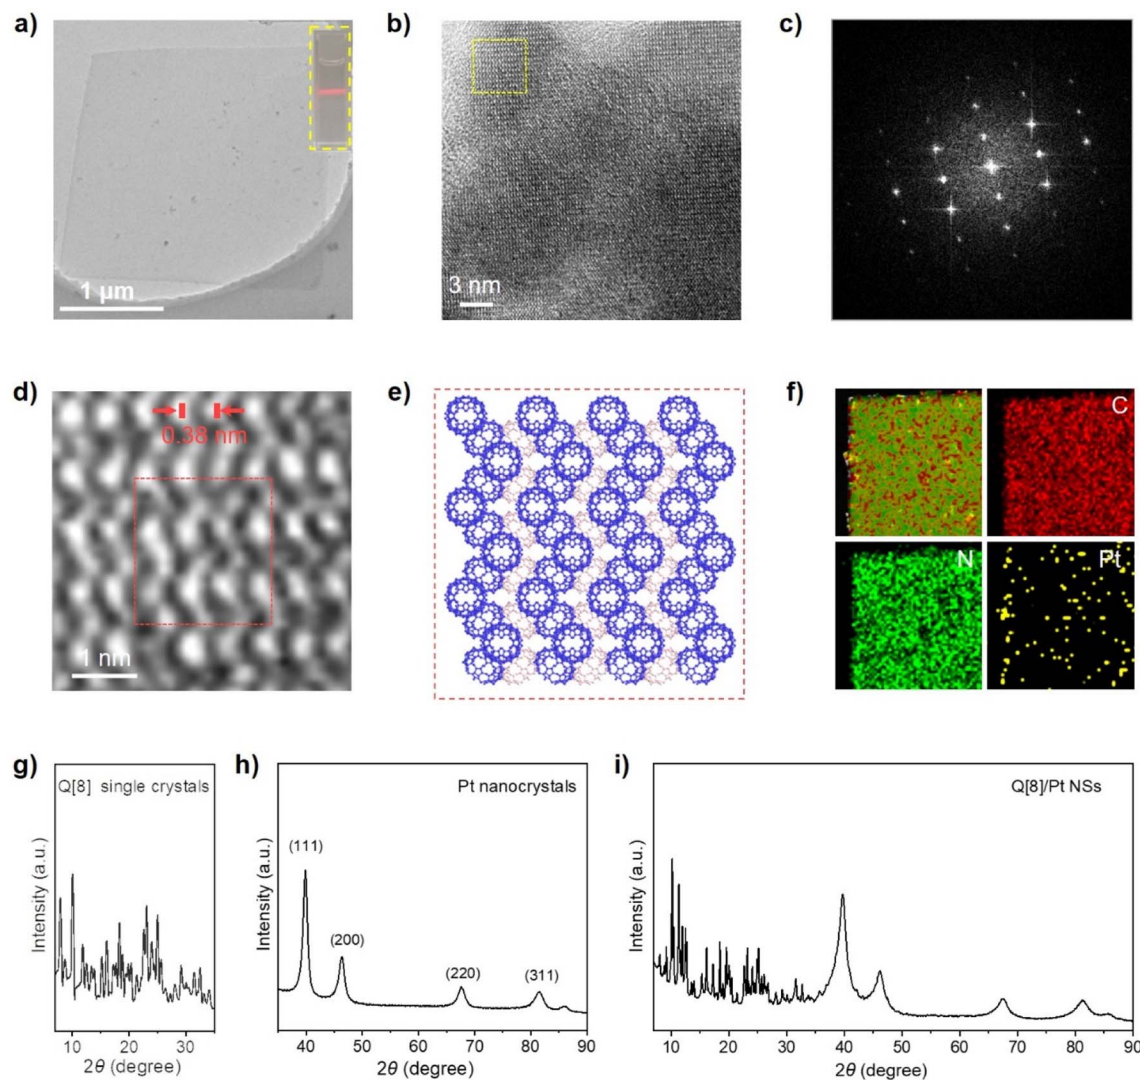 a)
1 μm
b)
3 nm
c)
d)
0.38 nm
1 nm
e)
f)
C
N
Pt
g)
Q[8] single crystals
Intensity (a.u.)
10 20 30
2θ (degree)
h)
Pt nanocrystals
(111)
(200)
(220)
(311)
Intensity (a.u.)
40 50 60 70 80 90
2θ (degree)
i)
Q[8]/Pt NSs
Intensity (a.u.)
10 20 30 40 50 60 70 80 90
2θ (degree)